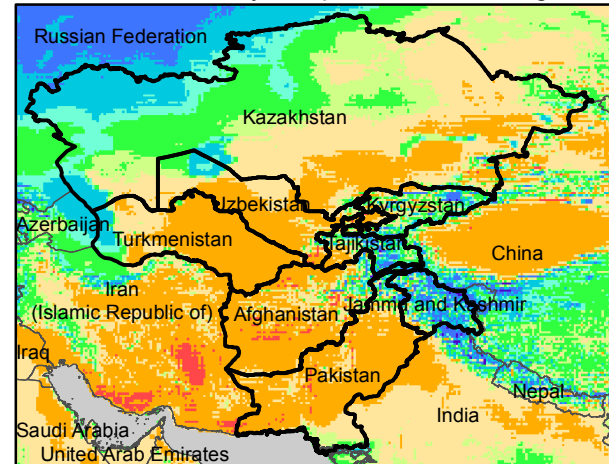 Russian Federation
Kazakhstan
Uzbekistan
Kyrgyzstan
Azerbaijan
Turkmenistan
Tajikistan
China
Iran
(Islamic Republic of)
Afghanistan
Jammu and Kashmir
Iraq
Pakistan
Nepal
India
Saudi Arabia
United Arab Emirates